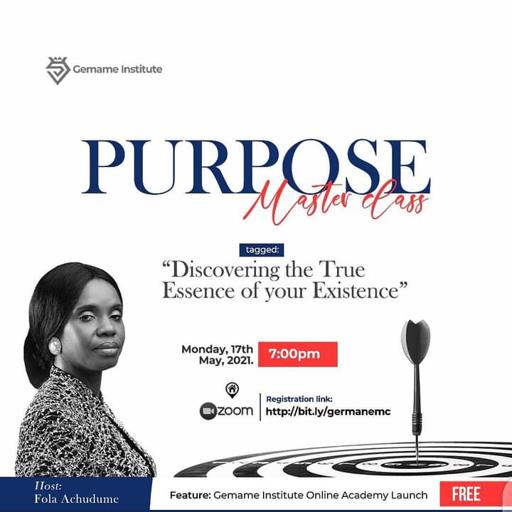 Gemame Institute
PURPOSE
Master class
tagged:
“Discovering the True
Essence of your Existence”
Monday, 17th
May, 2021.
7:00pm
zoom
Registration link:
http://bit.ly/germanemc
Host:
Fola Achudume
Feature: Gemame Institute Online Academy Launch
FREE